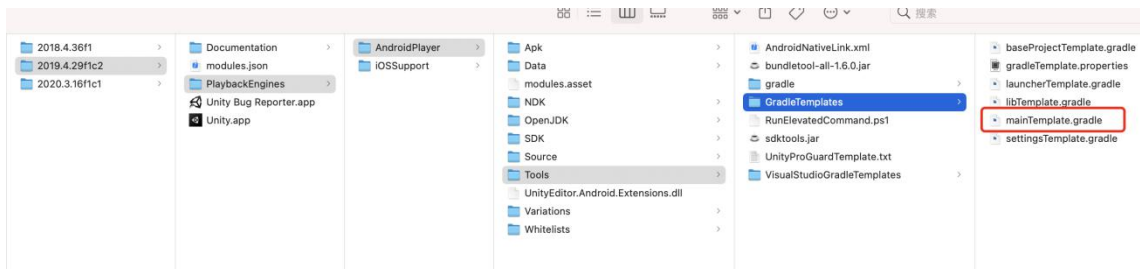 搜索
2018.4.36f1
2019.4.29f1c2
2020.3.16f1c1
Documentation
modules.json
PlaybackEngines
Unity Bug Reporter.app
Unity.app
AndroidPlayer
iOSSupport
Apk
Data
modules.asset
NDK
OpenJDK
SDK
Source
Tools
UnityEditor.Android.Extensions.dll
Variations
Whitelists
AndroidNativeLink.xml
bundletool-all-1.6.0.jar
gradle
GradleTemplates
RunElevatedCommand.ps1
sdktools.jar
UnityProGuardTemplate.txt
VisualStudioGradleTemplates
baseProjectTemplate.gradle
gradleTemplate.properties
launcherTemplate.gradle
libTemplate.gradle
mainTemplate.gradle
settingsTemplate.gradle